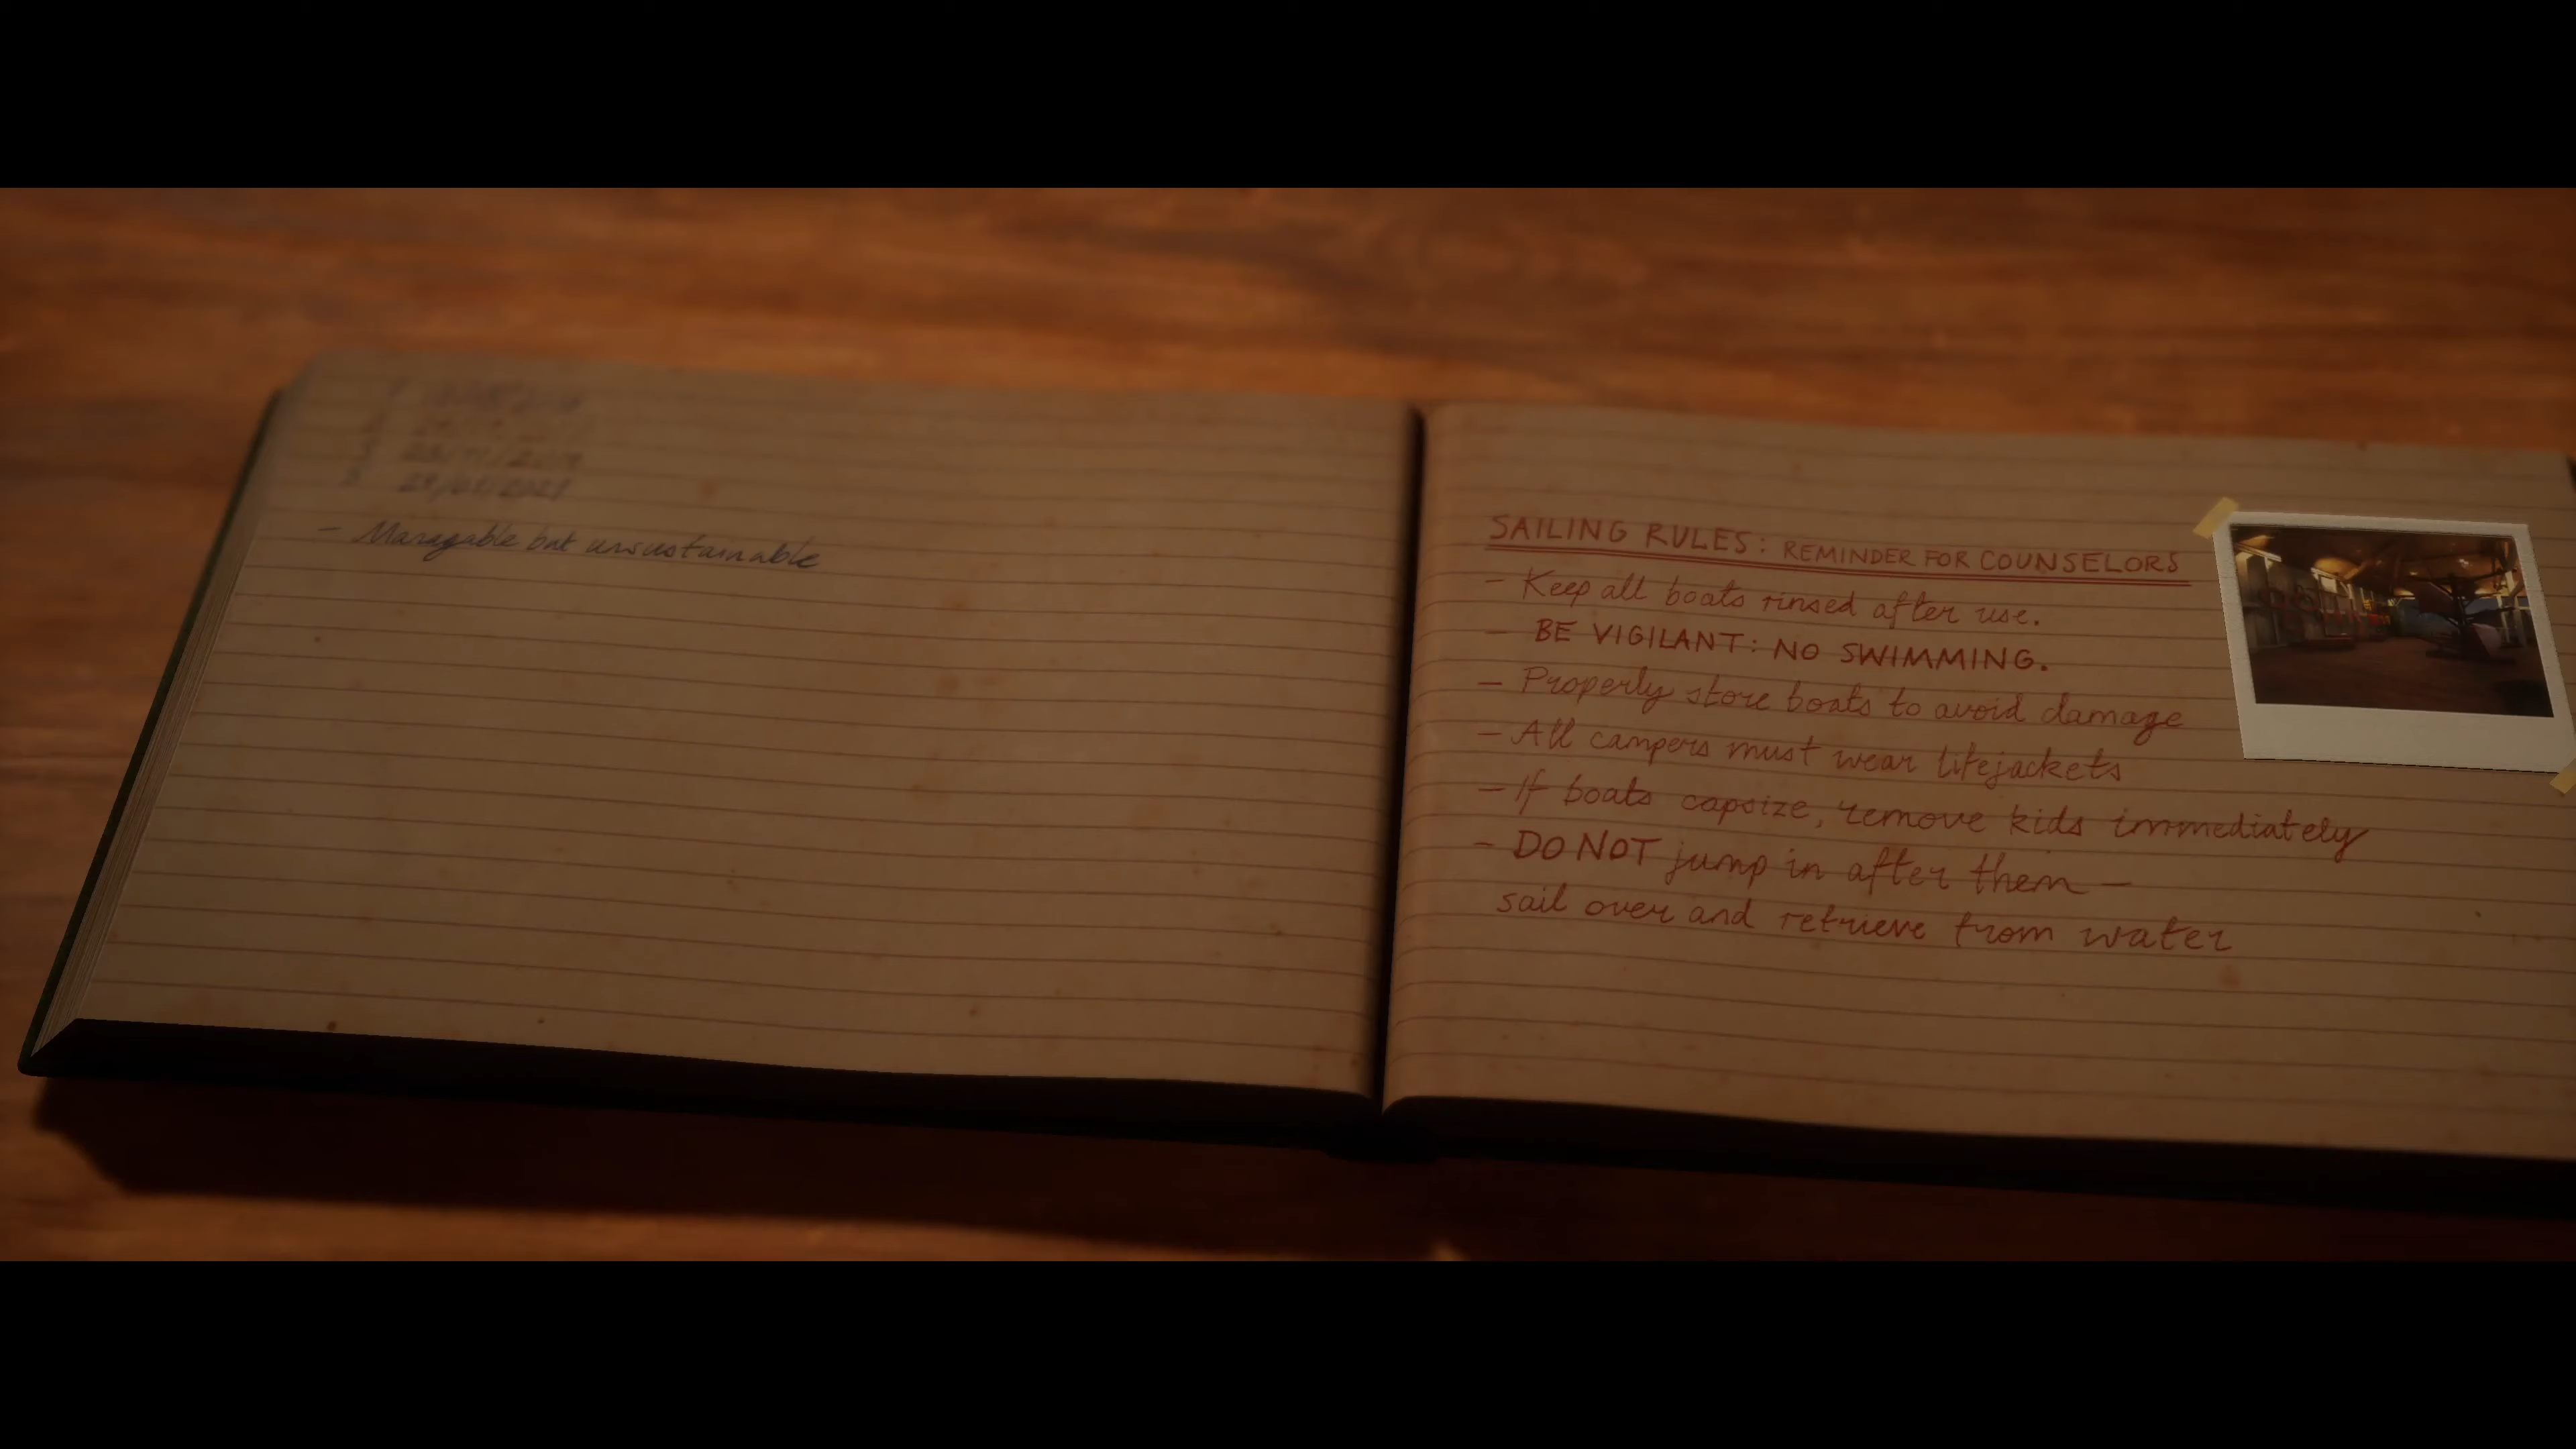 - Managable but unsustainable
SAILING RULES: REMINDER FOR COUNSELORS
- Keep all boats rinsed after use.
- BE VIGILANT: NO SWIMMING.
- Properly store boats to avoid damage
- All campers must wear lifejackets
- If boats capsize, remove kids immediately
- DO NOT jump in after them -
sail over and retrieve from water